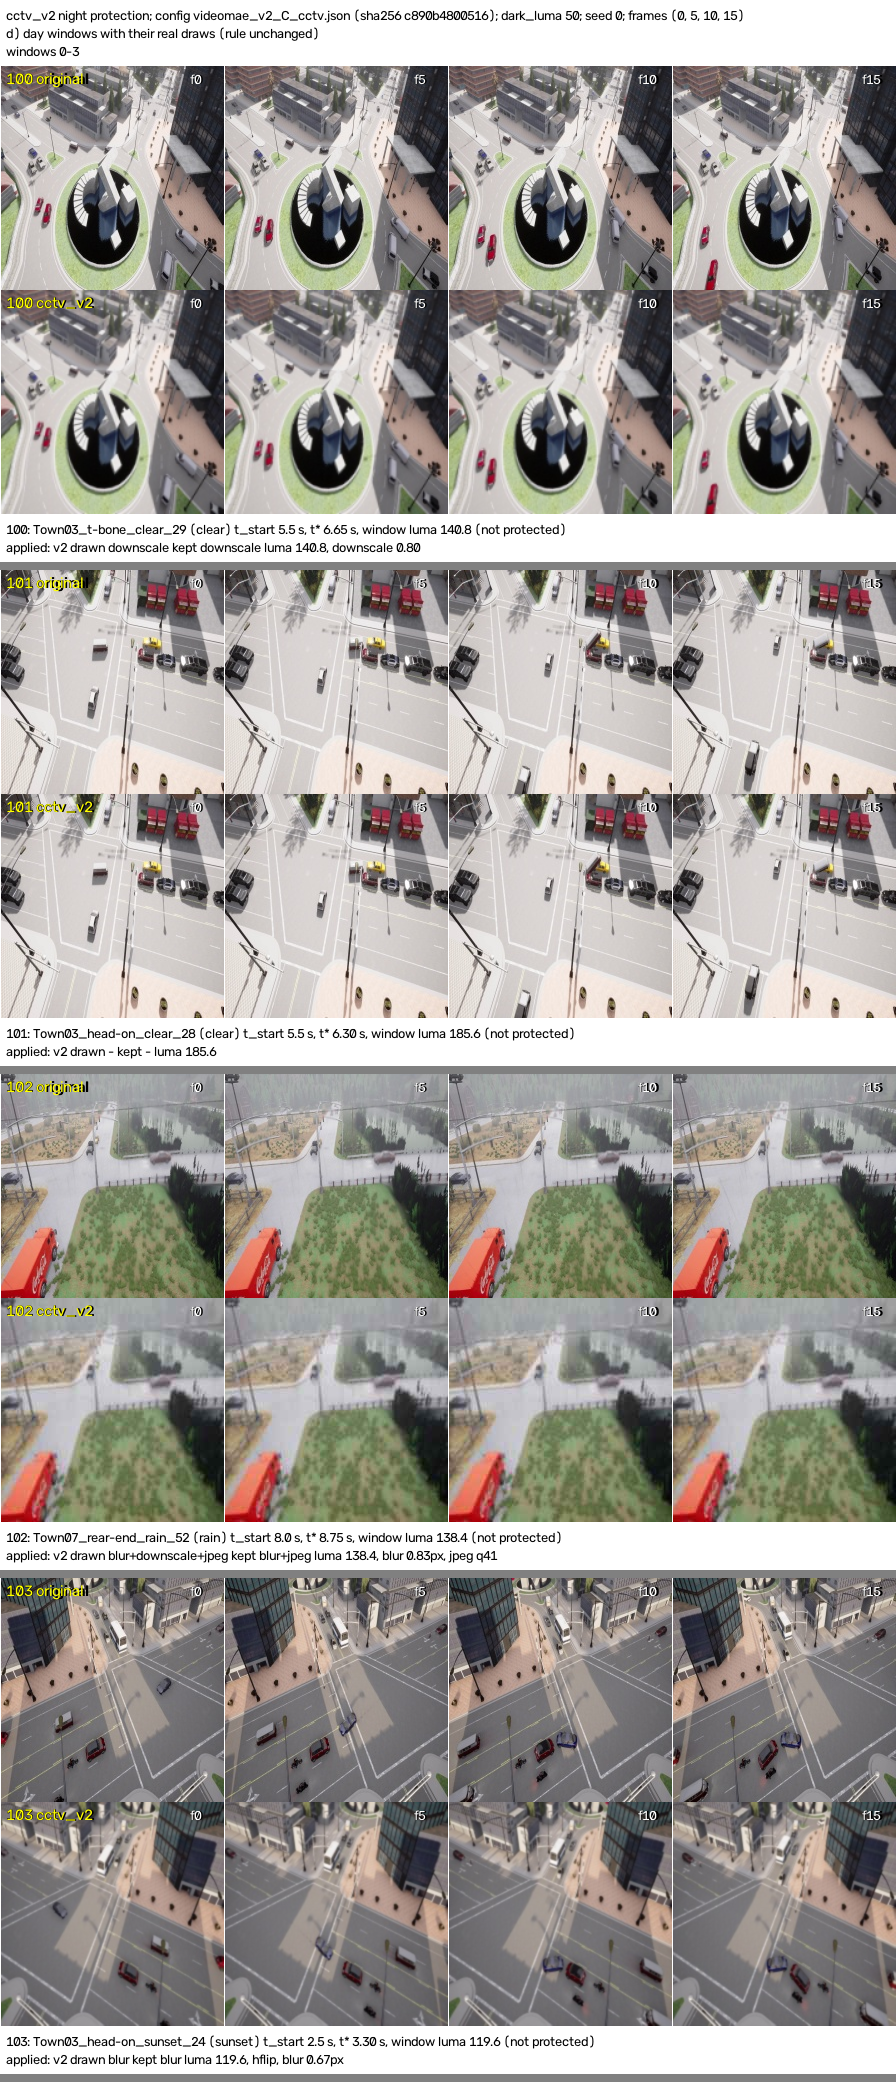 cctv_v2 night protection; config videomae_v2_C_cctv.json (sha256 c890b4800516); dark_luma 50; seed 0; frames (0, 5, 10, 15)
d) day windows with their real draws (rule unchanged)
windows 0-3
100 original f0 f5 f10 f15
100 cctv_v2 f0 f5 f10 f15
100: Town03_t-bone_clear_29 (clear) t_start 5.5 s, t* 6.65 s, window luma 140.8 (not protected)
applied: v2 drawn downscale kept downscale luma 140.8, downscale 0.80
101 original f0 f5 f10 f15
101 cctv_v2 f0 f5 f10 f15
101: Town03_head-on_clear_28 (clear) t_start 5.5 s, t* 6.30 s, window luma 185.6 (not protected)
applied: v2 drawn - kept - luma 185.6
102 original f0 f5 f10 f15
Coca-Cola
102 cctv_v2 f0 f5 f10 f15
102: Town07_rear-end_rain_52 (rain) t_start 8.0 s, t* 8.75 s, window luma 138.4 (not protected)
applied: v2 drawn blur+downscale+jpeg kept blur+jpeg luma 138.4, blur 0.83px, jpeg q41
103 original f0 f5 f10 f15
103 cctv_v2 f0 f5 f10 f15
103: Town03_head-on_sunset_24 (sunset) t_start 2.5 s, t* 3.30 s, window luma 119.6 (not protected)
applied: v2 drawn blur kept blur luma 119.6, hflip, blur 0.67px